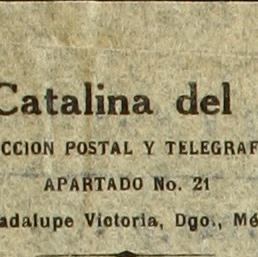 Catalina del
CCION POSTAL Y TELEGRAF
APARTADO No. 21
adalupe Victoria, Dgo., Mé